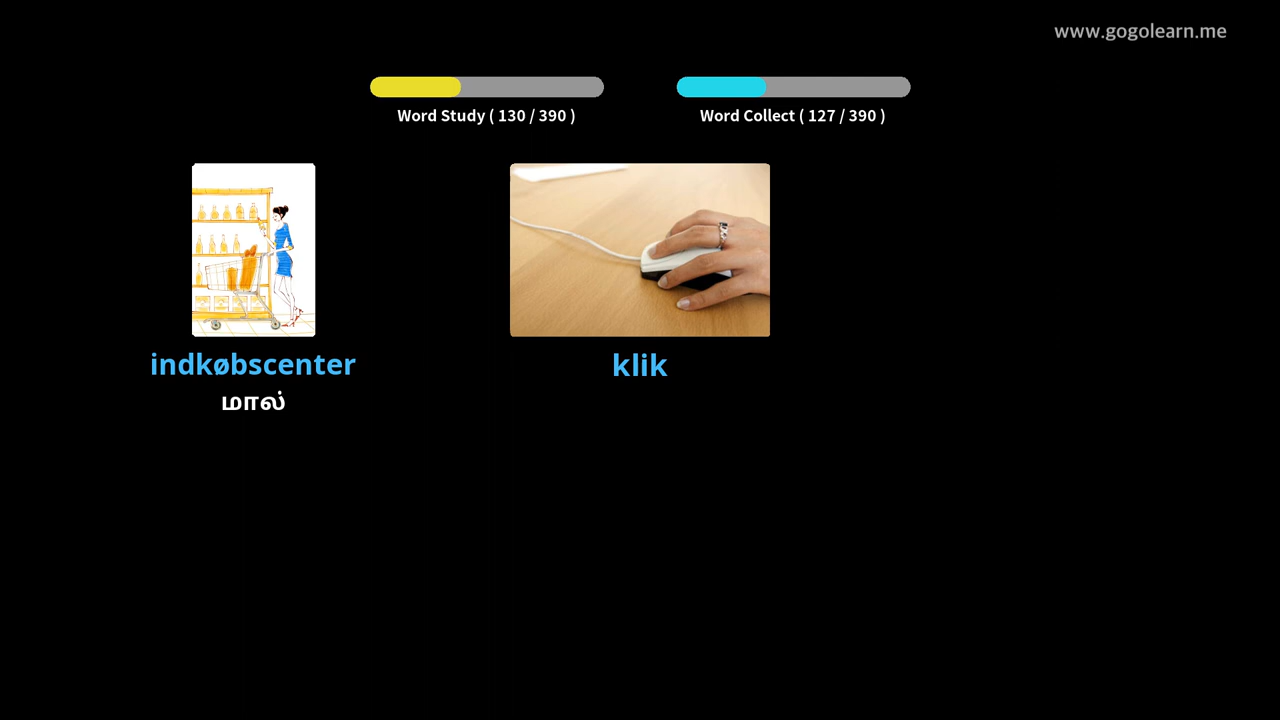 www.gogolearn.me
Word Study ( 130 / 390 )
Word Collect ( 127 / 390 )
indkøbscenter
மால்
klik